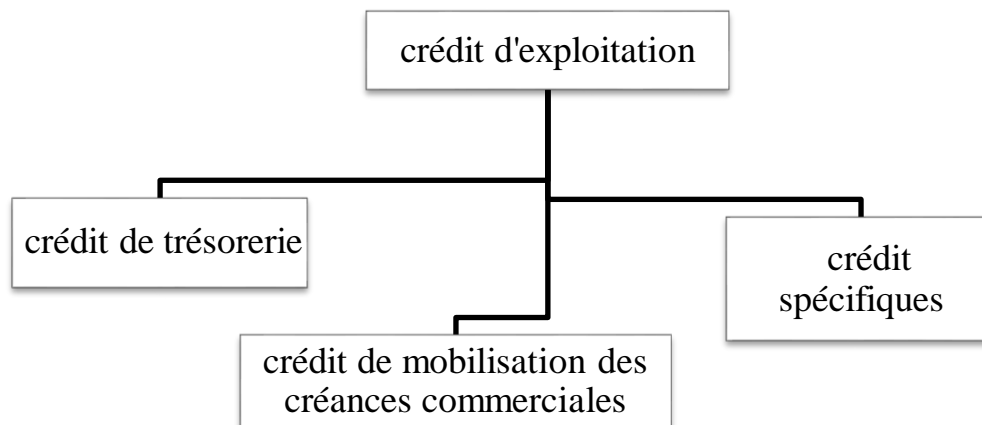 crédit d'exploitation
crédit de trésorerie
crédit
spécifiques
crédit de mobilisation des
créances commerciales